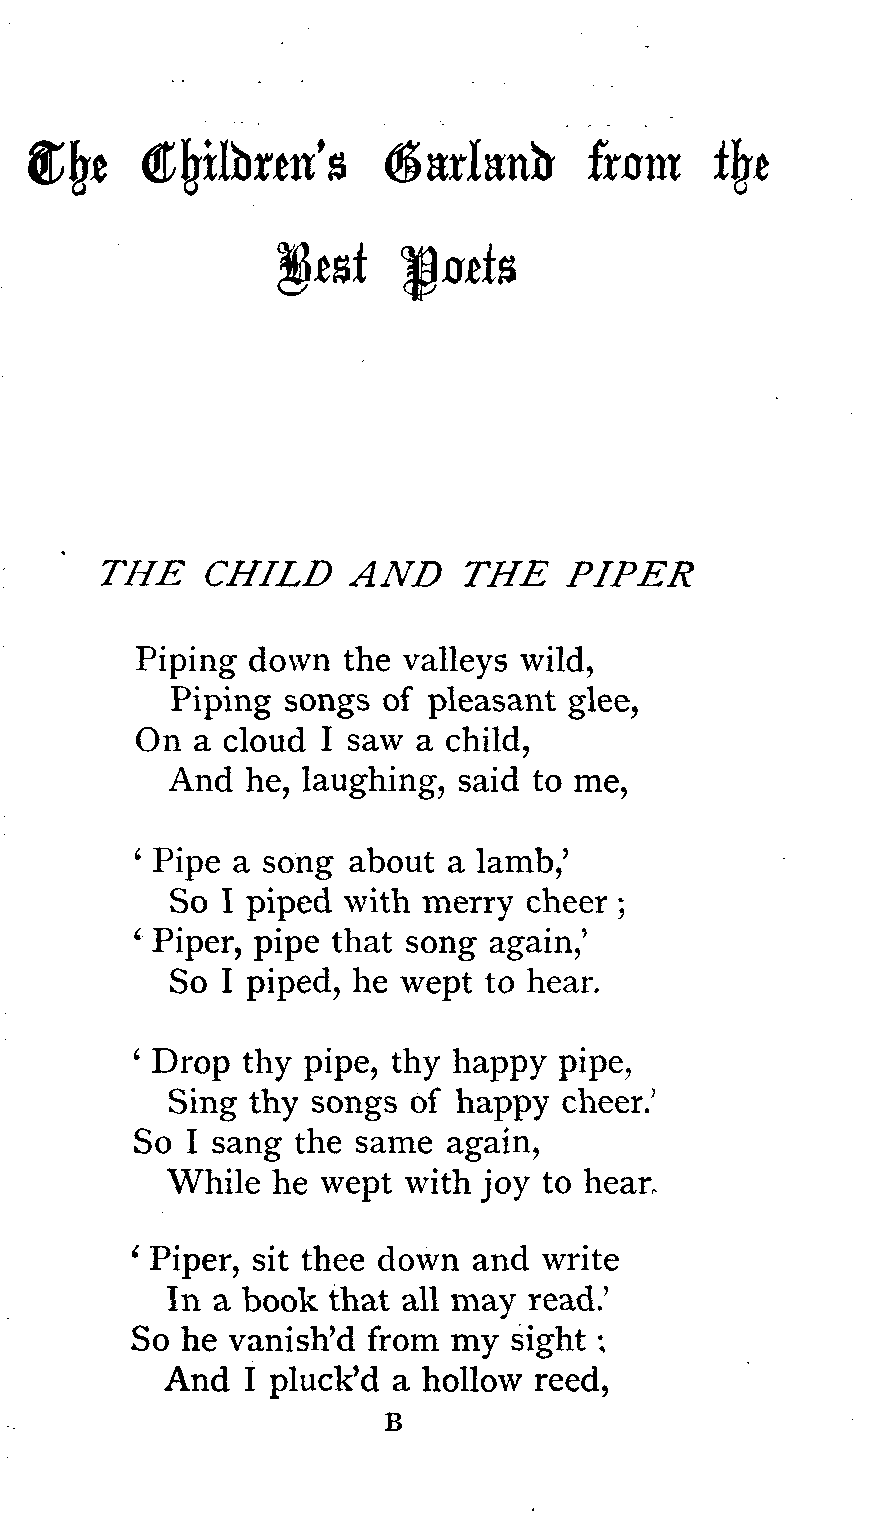 The Children's Garland from the
Best Poets
THE CHILD AND THE PIPER
Piping down the valleys wild,
Piping songs of pleasant glee,
On a cloud I saw a child,
And he, laughing, said to me,
‘ Pipe a song about a lamb,’
So I piped with merry cheer ;
‘ Piper, pipe that song again,’
So I piped, he wept to hear.
‘ Drop thy pipe, thy happy pipe,
Sing thy songs of happy cheer.’
So I sang the same again,
While he wept with joy to hear.
‘ Piper, sit thee down and write
In a book that all may read.’
So he vanish’d from my sight ;
And I pluck’d a hollow reed,
B